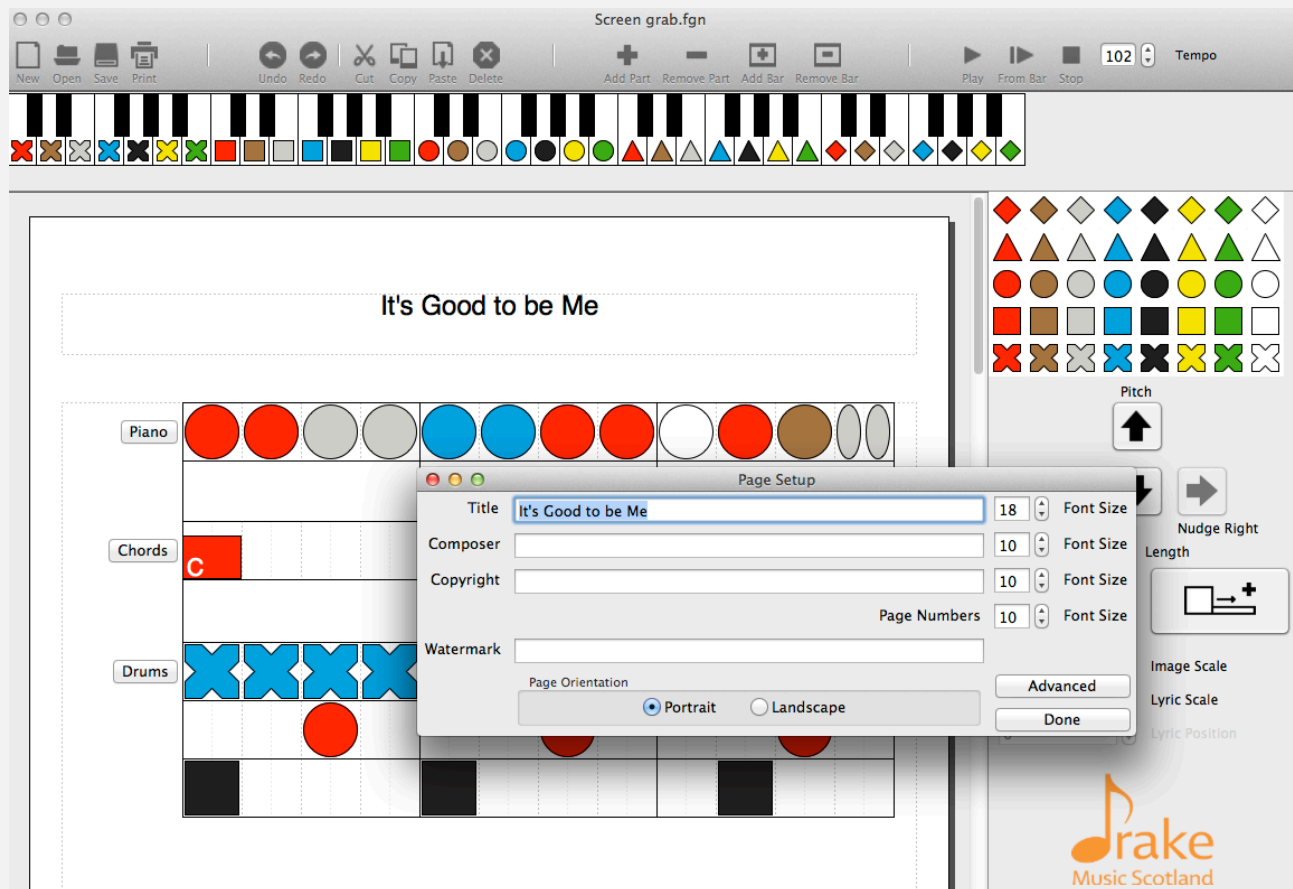 Screen grab.fgn
New Open Save Print Undo Redo Cut Copy Paste Delete Add Part Remove Part Add Bar Remove Bar Play From Bar Stop 102 Tempo
It's Good to be Me
Pitch
Piano
Page Setup
Title It's Good to be Me 18 Font Size
Nudge Right
Composer 10 Font Size
Chords
C
Length
Copyright 10 Font Size
Page Numbers 10 Font Size
Watermark
Drums
Image Scale
Page Orientation
Advanced
Portrait Landscape
Lyric Scale
Done
Lyric Position
Drake
Music Scotland